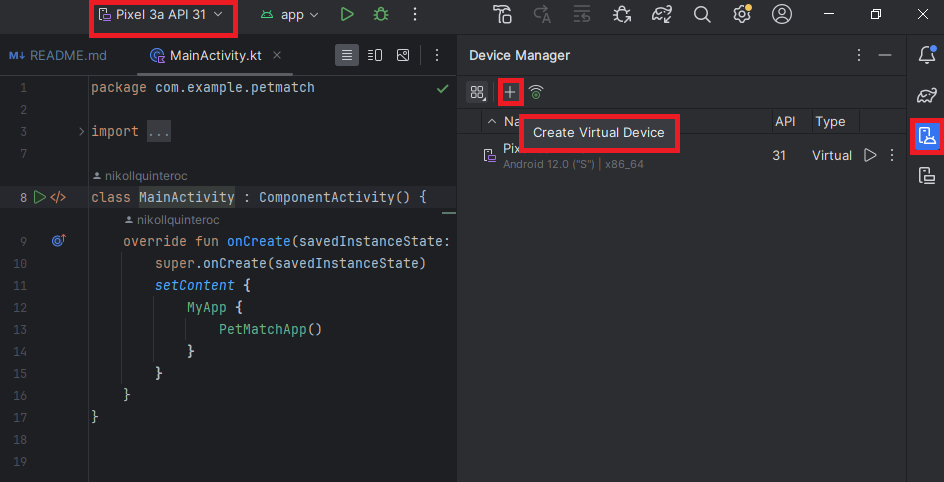 Pixel 3a API 31
app
README.md
MainActivity.kt
Device Manager
1 package com.example.petmatch
2
3 import ...
7
nikollquinteroc
8 class MainActivity : ComponentActivity() {
nikollquinteroc
9 override fun onCreate(savedInstanceState:
10 super.onCreate(savedInstanceState)
11 setContent {
12 MyApp {
13 PetMatchApp()
14 }
15 }
16 }
17 }
18
19
Na API Type
Create Virtual Device
Pix 31 Virtual
Android 12.0 ("S") | x86_64